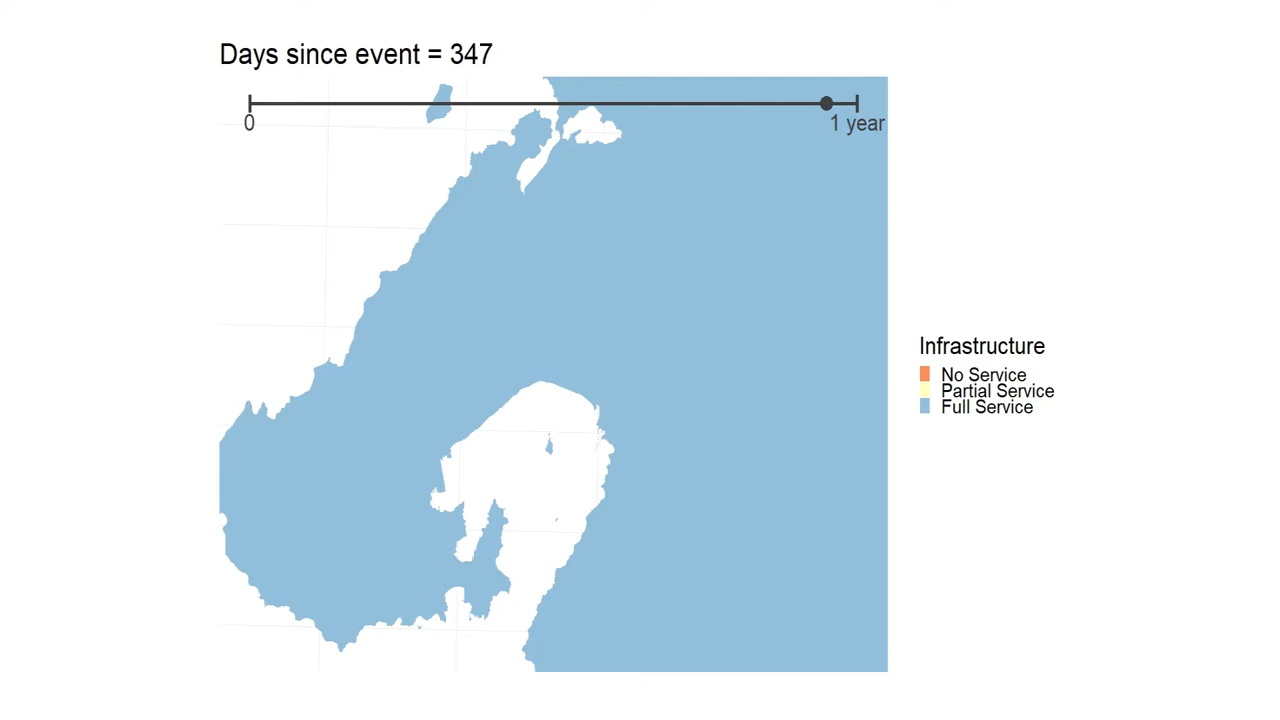 Days since event = 347
0
1 year
Infrastructure
No Service
Partial Service
Full Service